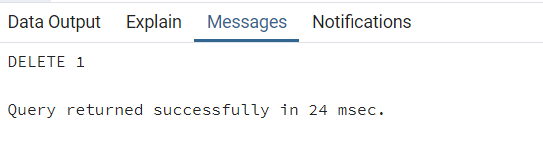 Data Output Explain Messages Notifications
DELETE 1
Query returned successfully in 24 msec.